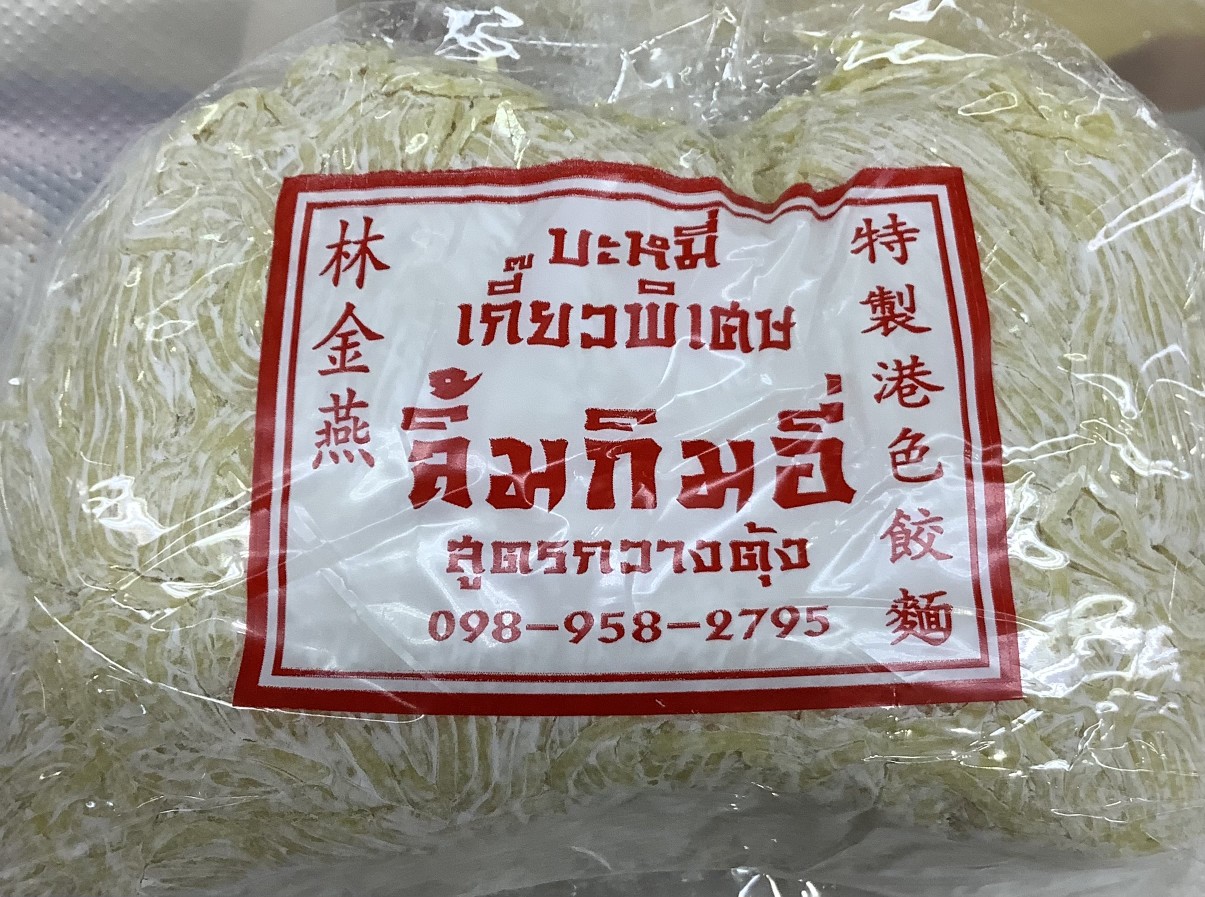 林金燕
บะหมี่
เกี๊ยวพิเศษ
ลิ้มกิมอี่
สูตรกวางตุ้ง
098-958-2795
特製港色餃麵